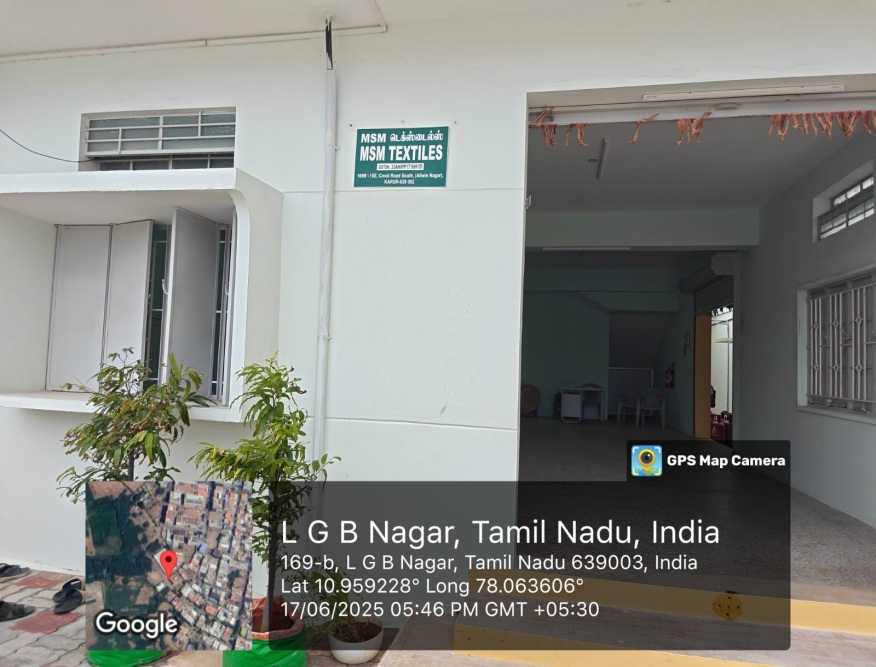 MSM டெக்ஸ்டைல்ஸ்
MSM TEXTILES
KARUR-639 002
GPS Map Camera
L G B Nagar, Tamil Nadu, India
169-b, L G B Nagar, Tamil Nadu 639003, India
Lat 10.959228° Long 78.063606°
17/06/2025 05:46 PM GMT +05:30
Google